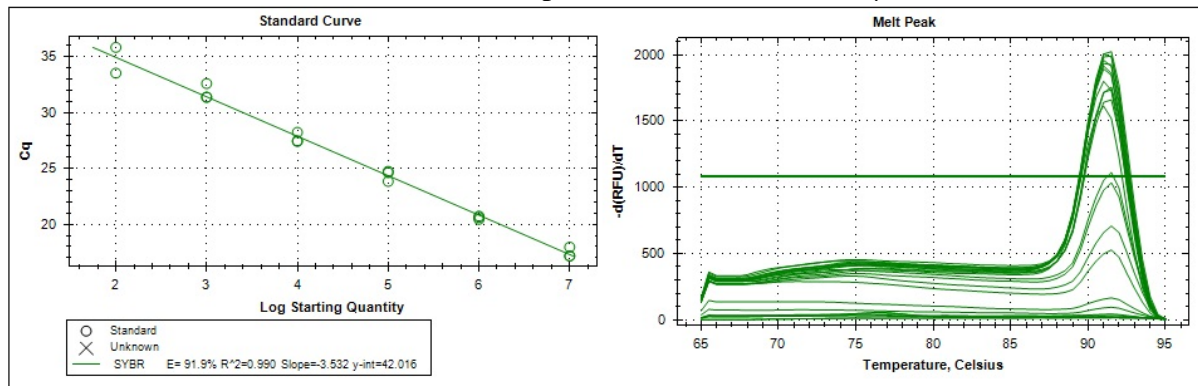 Standard Curve
35
30
25
20
Cq
2
3
4
5
6
7
Log Starting Quantity
Standard
Unknown
SYBR E= 91.9% R^2=0.990 Slope=-3.532 y-int=42.016
Melt Peak
2000
1500
1000
500
0
-d(RFU)/dT
65
70
75
80
85
90
95
Temperature, Celsius